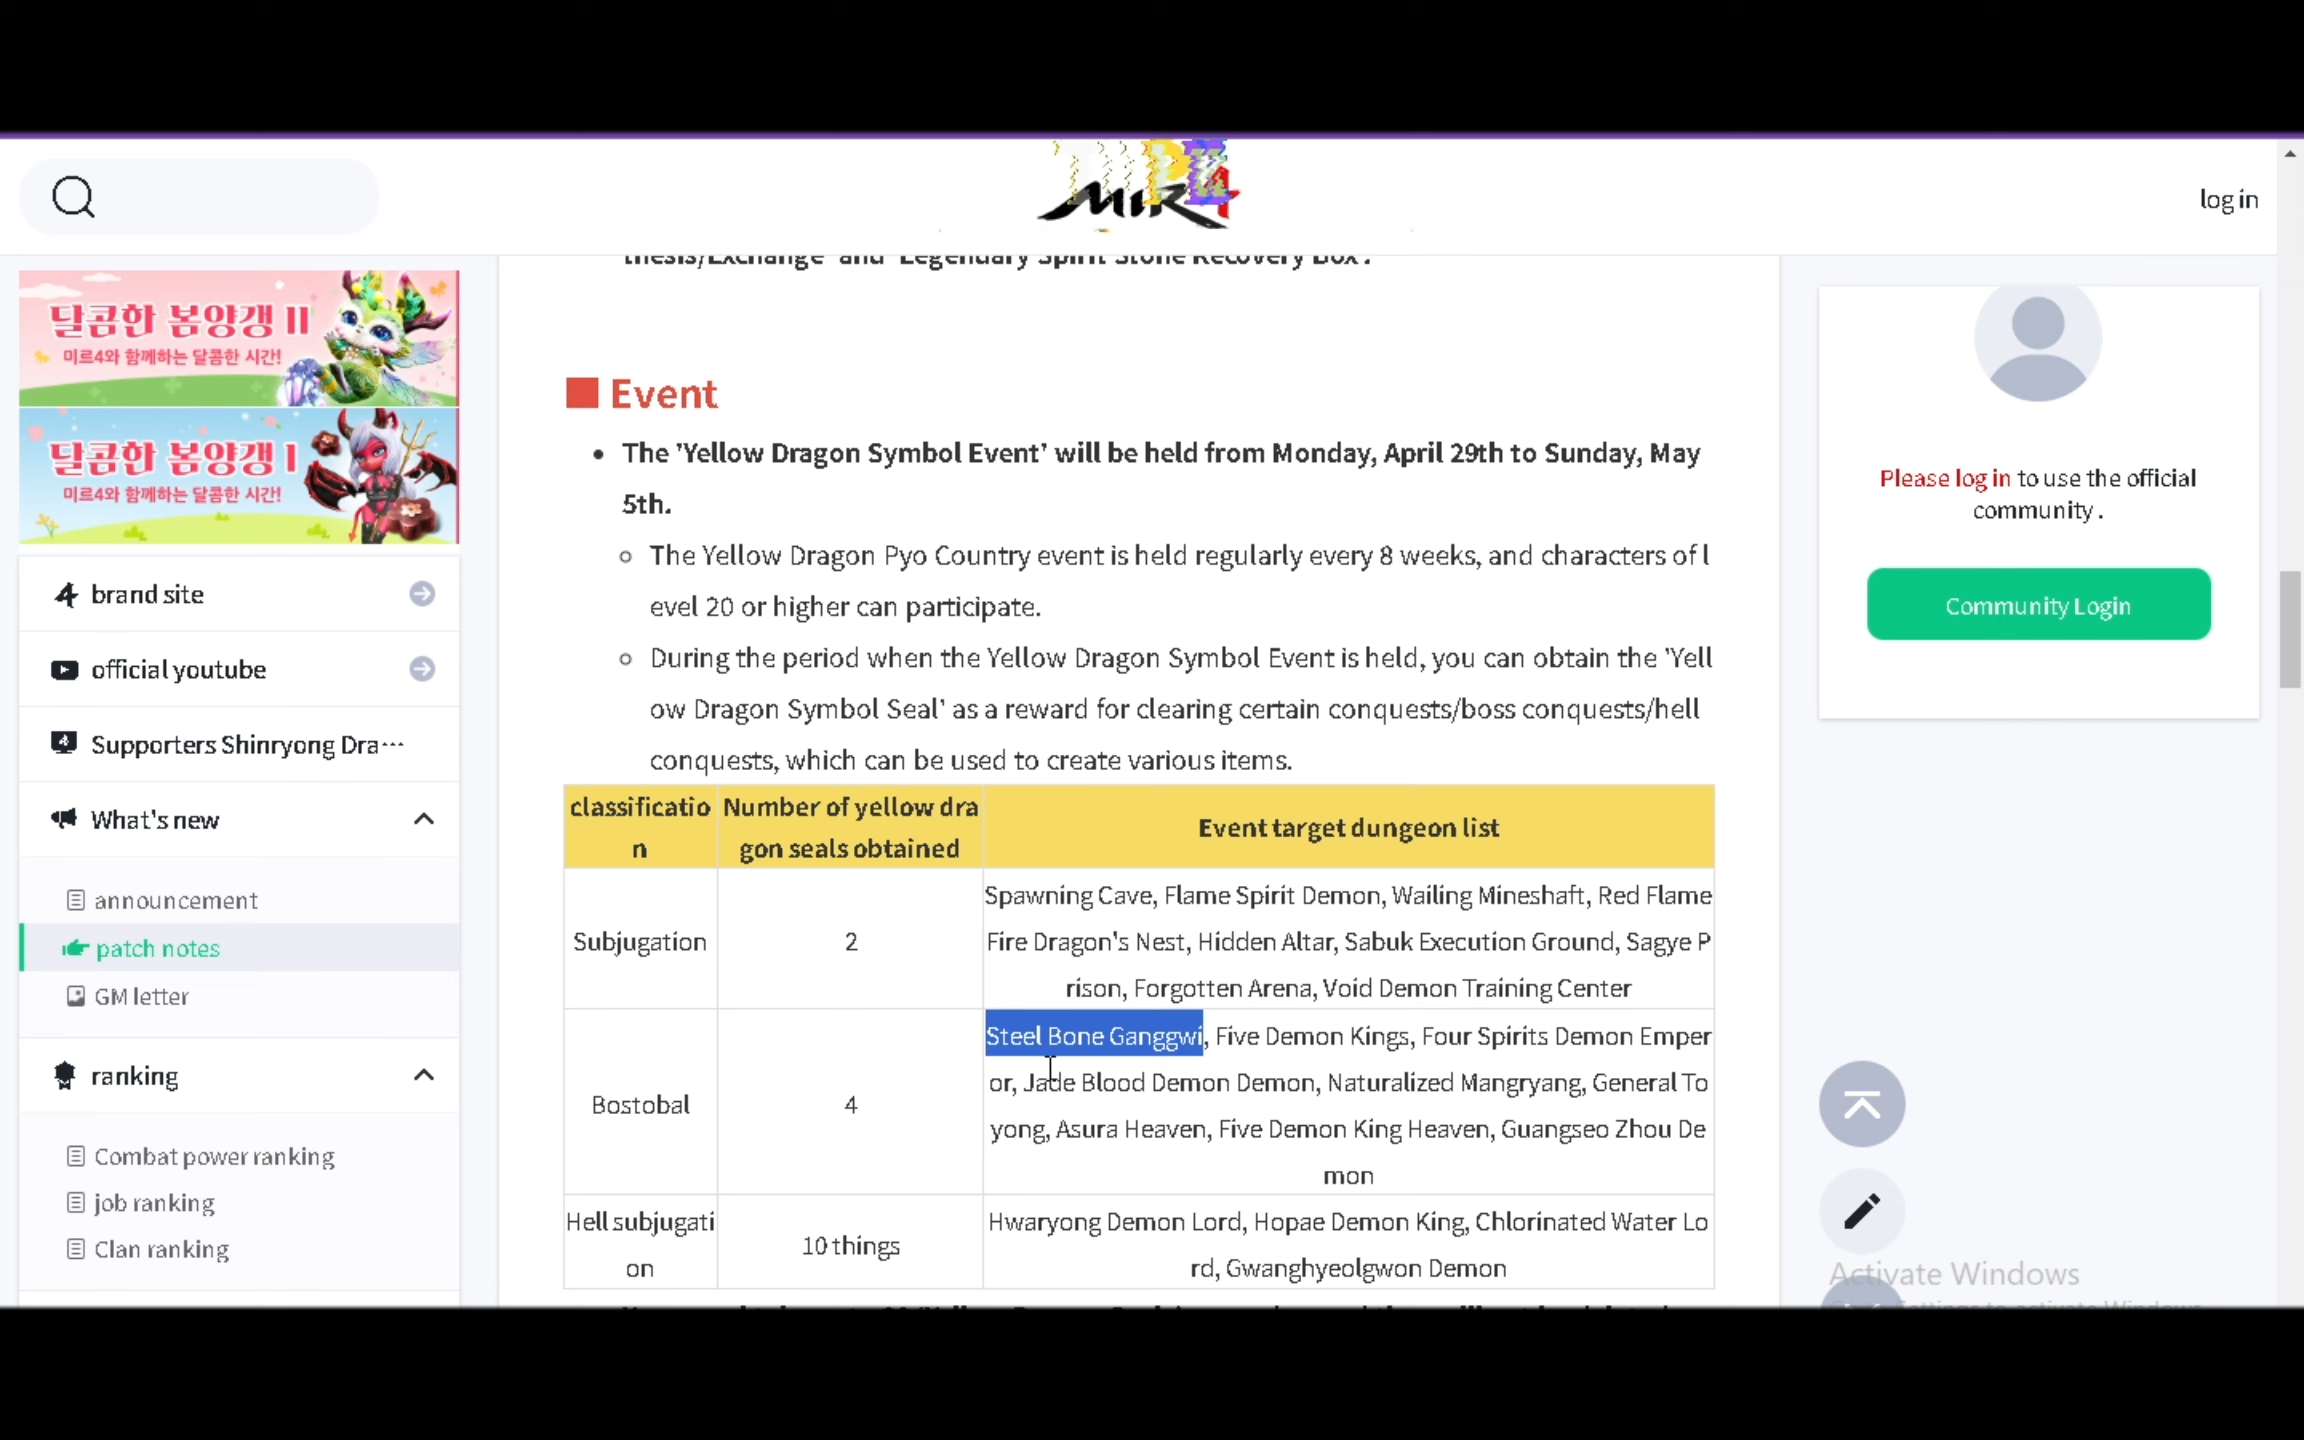 MIR4
log in
thesis/Exchange' and 'Legendary Spirit Stone Recovery Box'.
달콤한 봄양갱 II
미르4와 함께하는 달콤한 시간!
달콤한 봄양갱 I
미르4와 함께하는 달콤한 시간!
brand site
official youtube
Supporters Shinryong Dra···
What's new
announcement
patch notes
GM letter
ranking
Combat power ranking
job ranking
Clan ranking
Event
The 'Yellow Dragon Symbol Event' will be held from Monday, April 29th to Sunday, May
5th.
The Yellow Dragon Pyo Country event is held regularly every 8 weeks, and characters of l
evel 20 or higher can participate.
During the period when the Yellow Dragon Symbol Event is held, you can obtain the 'Yell
ow Dragon Symbol Seal' as a reward for clearing certain conquests/boss conquests/hell
conquests, which can be used to create various items.
classificatio
n
Number of yellow dra
gon seals obtained
Event target dungeon list
Subjugation
2
Spawning Cave, Flame Spirit Demon, Wailing Mineshaft, Red Flame
Fire Dragon's Nest, Hidden Altar, Sabuk Execution Ground, Sagye P
rison, Forgotten Arena, Void Demon Training Center
Bostobal
4
Steel Bone Ganggwi, Five Demon Kings, Four Spirits Demon Emper
or, Jade Blood Demon Demon, Naturalized Mangryang, General To
yong, Asura Heaven, Five Demon King Heaven, Guangseo Zhou De
mon
Hell subjugati
on
10 things
Hwaryong Demon Lord, Hopae Demon King, Chlorinated Water Lo
rd, Gwanghyeolgwon Demon
Please log in to use the official
community .
Community Login
Activate Windows